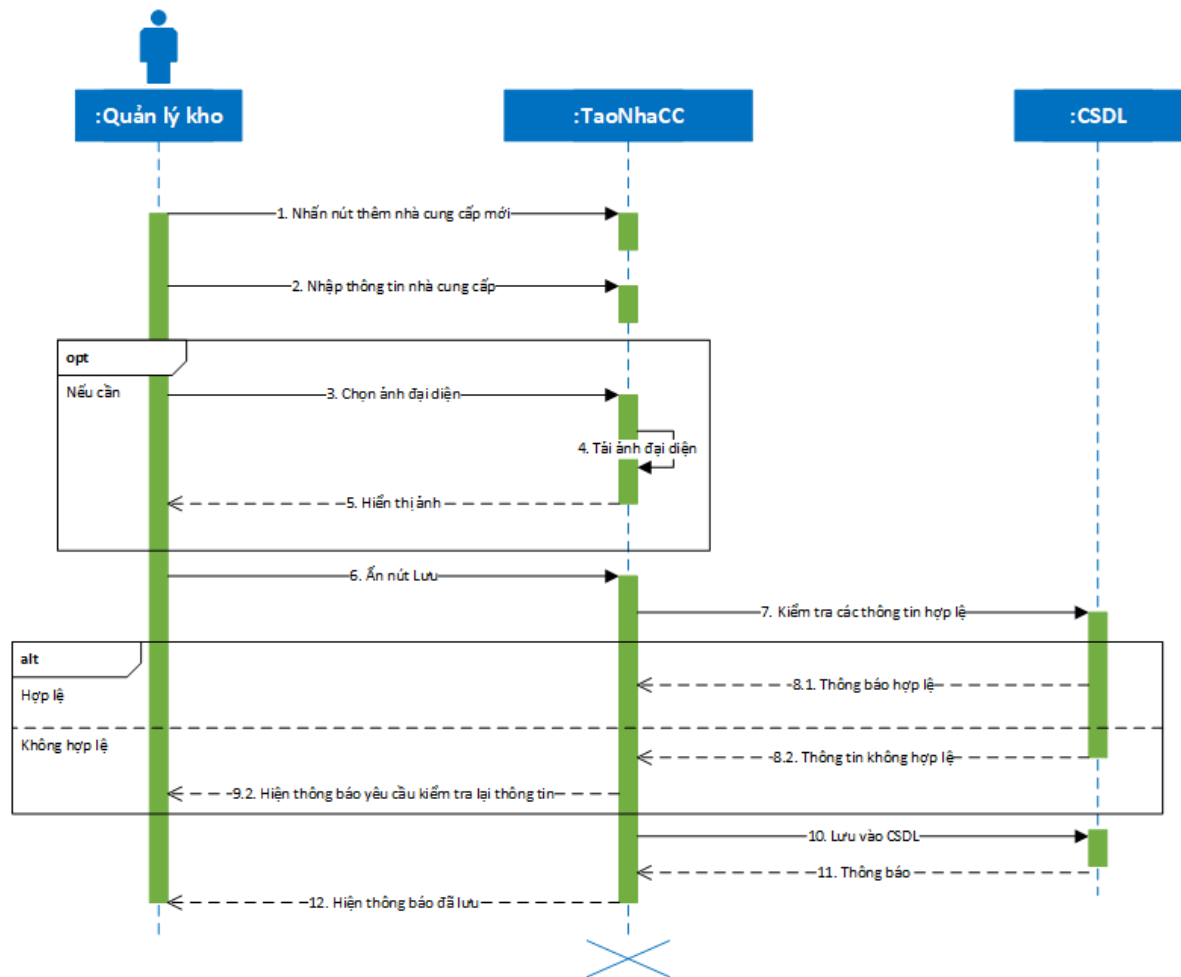 :Quản lý kho
:TaoNhaCC
:CSDL
1. Nhấn nút thêm nhà cung cấp mới
2. Nhập thông tin nhà cung cấp
opt
Nếu cần
3. Chọn ảnh đại diện
4. Tải ảnh đại diện
5. Hiển thị ảnh
6. Ấn nút Lưu
7. Kiểm tra các thông tin hợp lệ
alt
Hợp lệ
8.1. Thông báo hợp lệ
Không hợp lệ
8.2. Thông tin không hợp lệ
9.2. Hiện thông báo yêu cầu kiểm tra lại thông tin
10. Lưu vào CSDL
11. Thông báo
12. Hiện thông báo đã lưu